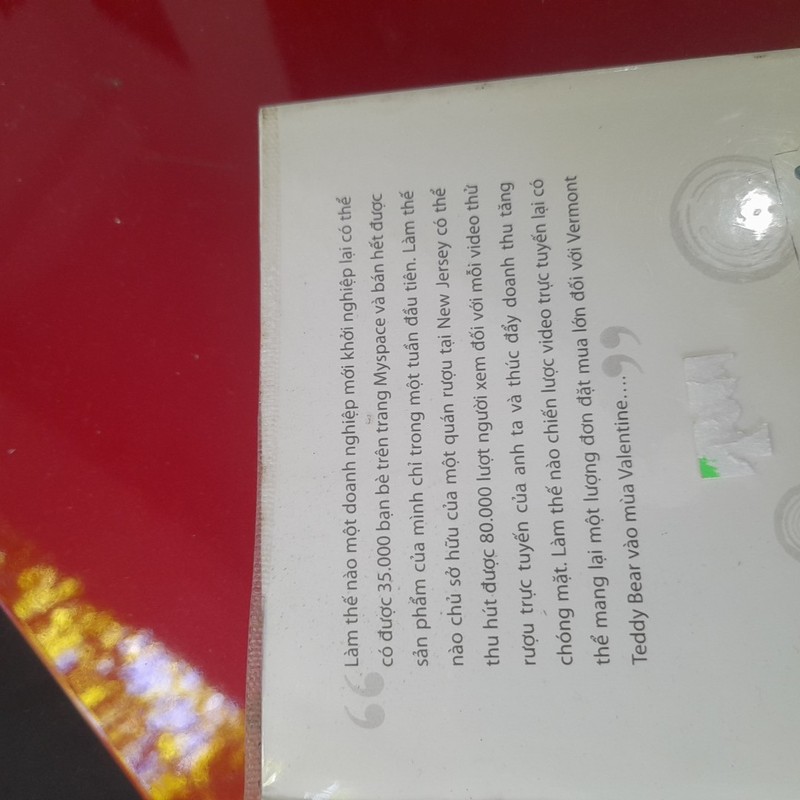 “Làm thế nào một doanh nghiệp mới khởi nghiệp lại có thể
có được 35.000 bạn bè trên trang Myspace và bán hết được
sản phẩm của mình chỉ trong một tuần đầu tiên. Làm thế
nào chủ sở hữu của một quán rượu tại New Jersey có thể
thu hút được 80.000 lượt người xem đối với mỗi video thử
rượu trực tuyến của anh ta và thúc đẩy doanh thu tăng
chóng mặt. Làm thế nào chiến lược video trực tuyến lại có
thể mang lại một lượng đơn đặt mua lớn đối với Vermont
Teddy Bear vào mùa Valentine....”